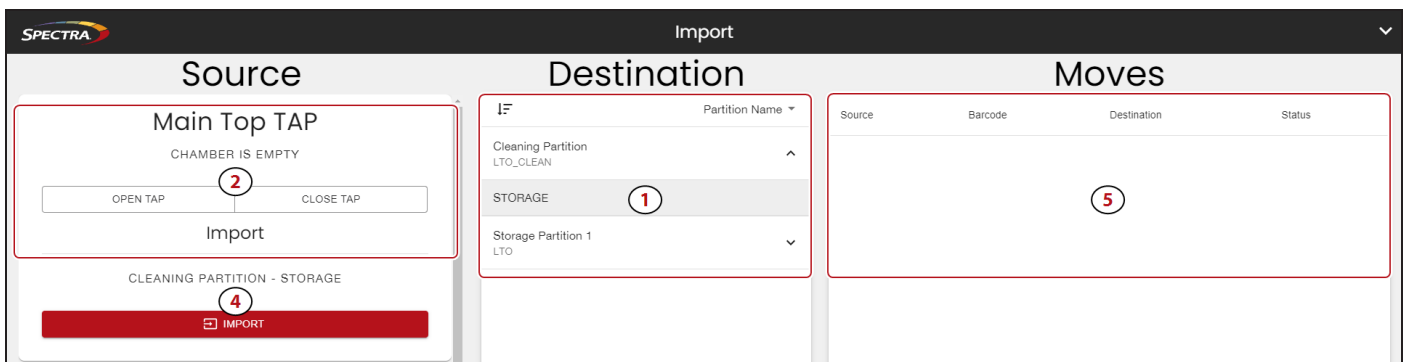 SPECTRA
Import
Source
Destination
Moves
Main Top TAP
CHAMBER IS EMPTY
2
OPEN TAP
CLOSE TAP
Import
CLEANING PARTITION - STORAGE
4
IMPORT
Partition Name
Cleaning Partition
LTO_CLEAN
STORAGE
1
Storage Partition 1
LTO
Source Barcode Destination Status
5